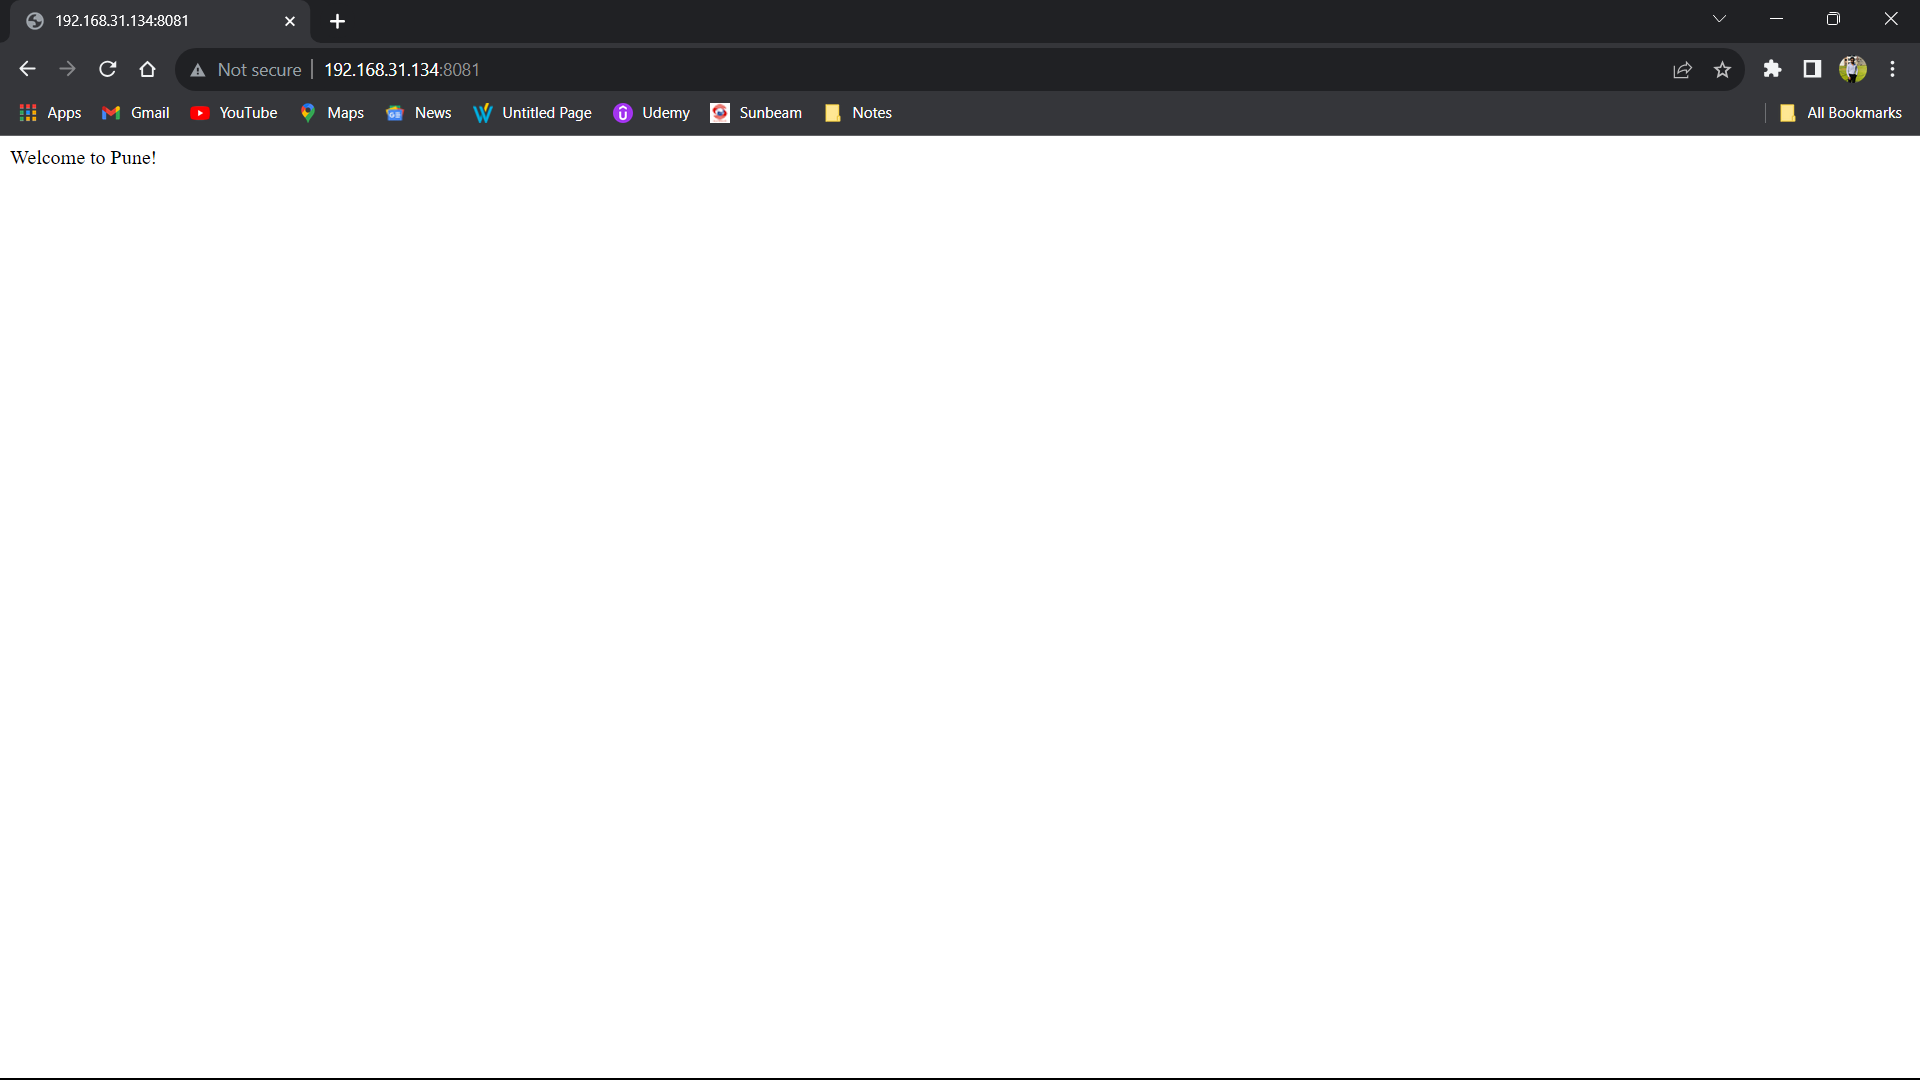 192.168.31.134:8081
Not secure 192.168.31.134:8081
Apps Gmail YouTube Maps News Untitled Page Udemy Sunbeam Notes All Bookmarks
Welcome to Pune!